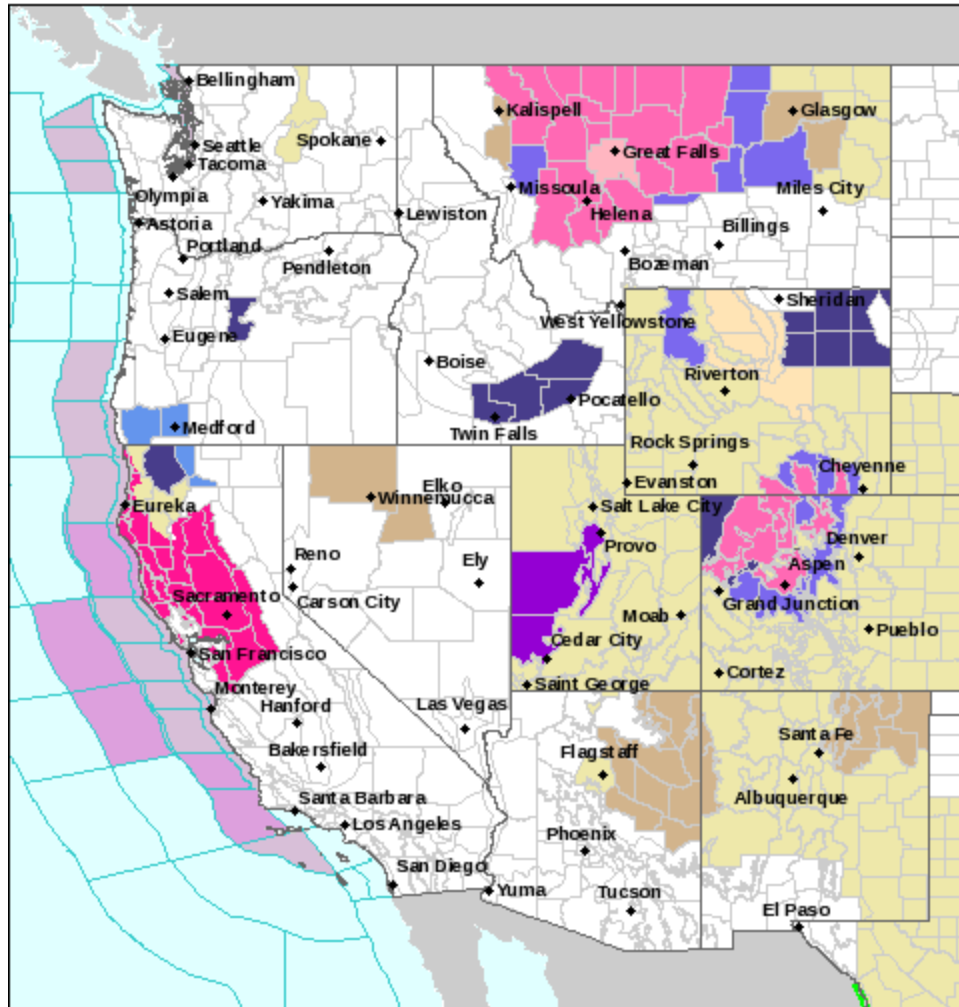 Bellingham
Kalispell
Glasgow
Seattle
Spokane
Great Falls
Tacoma
Missoula
Miles City
Olympia
Yakima
Lewiston
Helena
Astoria
Billings
Portland
Pendleton
Bozeman
Salem
Sheridan
West Yellowstone
Eugene
Boise
Riverton
Pocatello
Medford
Twin Falls
Rock Springs
Cheyenne
Elko
Evanston
Eureka
Winnemucca
Salt Lake City
Reno
Provo
Denver
Ely
Aspen
Sacramento
Carson City
Grand Junction
Moab
Pueblo
Cedar City
San Francisco
Cortez
Saint George
Monterey
Hanford
Las Vegas
Santa Fe
Bakersfield
Flagstaff
Albuquerque
Santa Barbara
Los Angeles
Phoenix
San Diego
Yuma
Tucson
El Paso